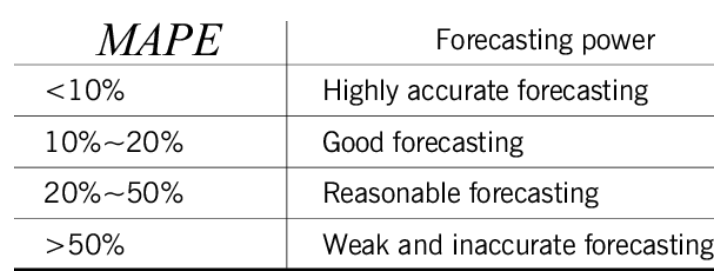 MAPE Forecasting power
<10% Highly accurate forecasting
10%~20% Good forecasting
20%~50% Reasonable forecasting
>50% Weak and inaccurate forecasting